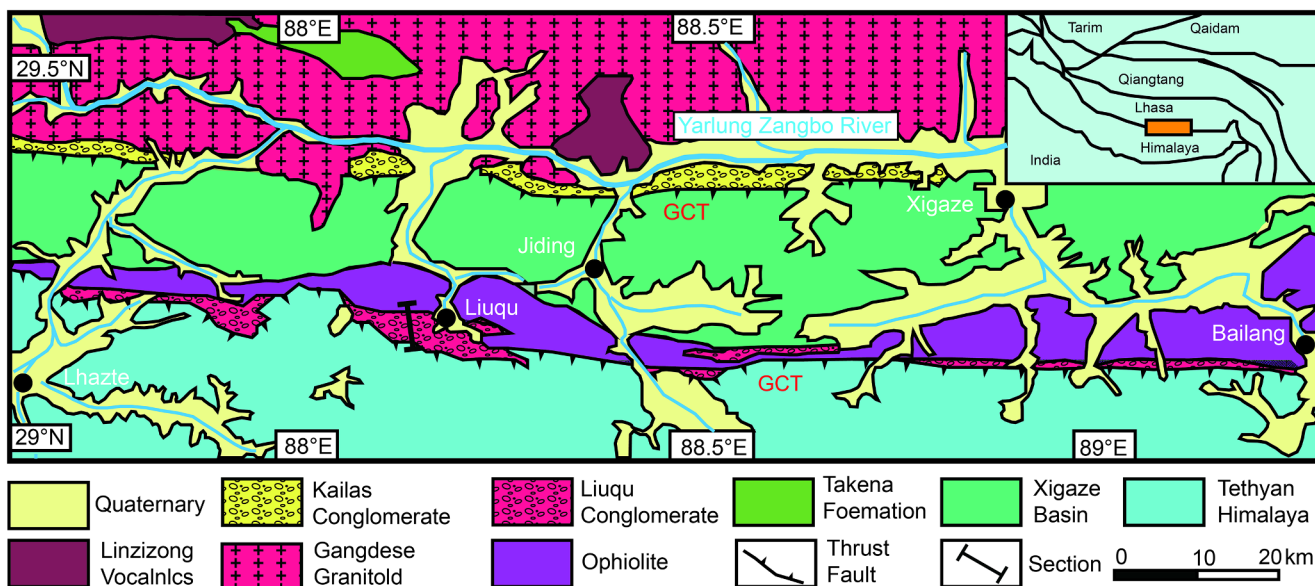 88°E
88.5°E
29.5°N
Tarim
Qaidam
Qiangtang
Lhasa
Himalaya
India
Yarlung Zangbo River
GCT
Xigaze
Jiding
Liuqu
Bailang
Lhazte
GCT
29°N
88°E
88.5°E
89°E
Quaternary
Kailas
Conglomerate
Liuqu
Conglomerate
Takena
Foemation
Xigaze
Basin
Tethyan
Himalaya
Linzizong
Vocalnlcs
Gangdese
Granitold
Ophiolite
Thrust
Fault
Section
0 10 20 km